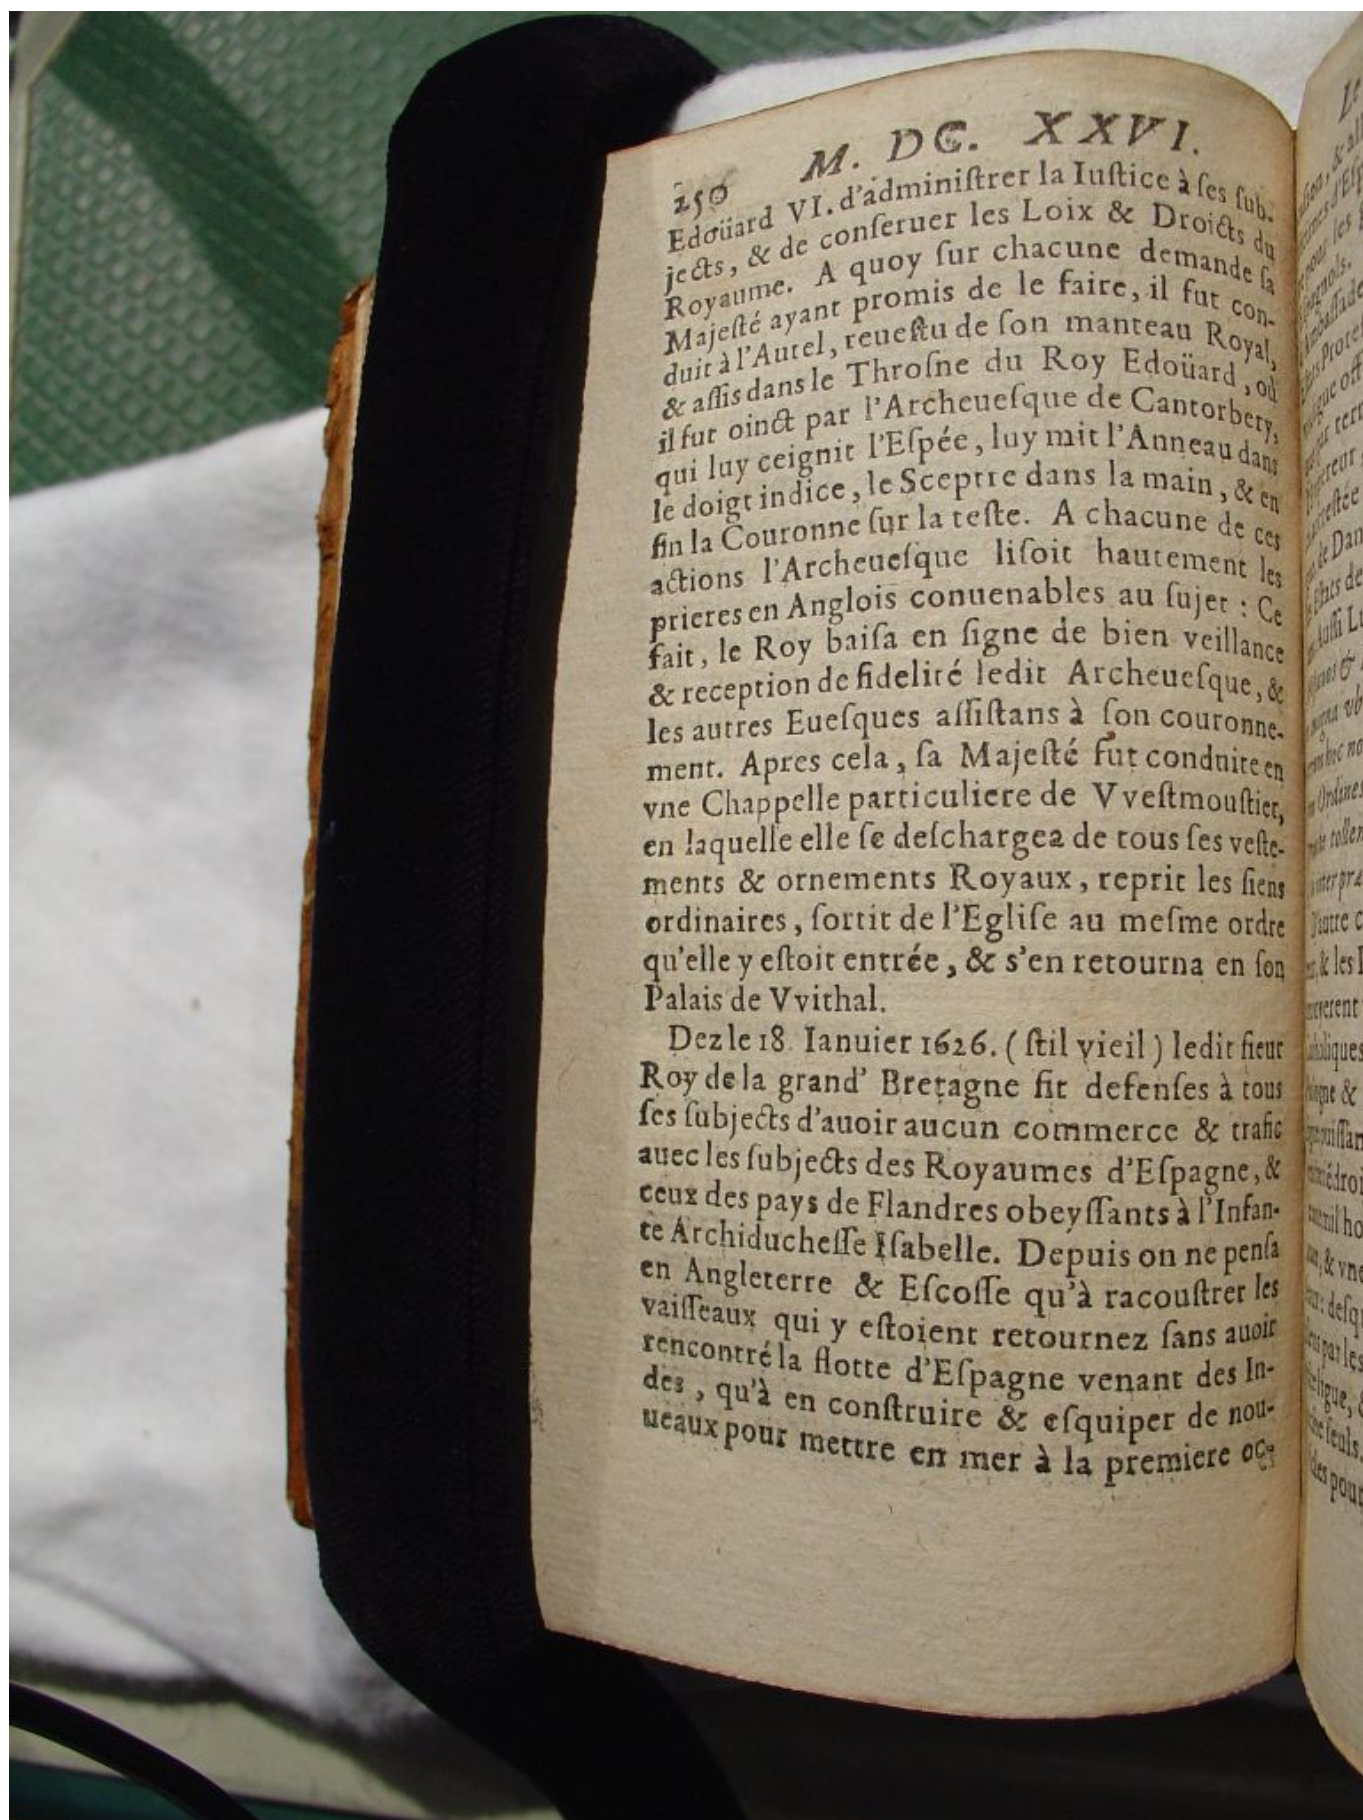 M. DC. XXVI.
250
Edoüard VI. d'administrer la Iustice à ses sub-
jects, & de conseruer les Loix & Droicts du
Royaume. A quoy sur chacune demande sa
Majesté ayant promis de le faire, il fut con-
duit à l'Autel, reuestu de son manteau Royal,
& assis dans le Throsne du Roy Edoüard, où
il fut oinct par l'Archeuesque de Cantorbery,
qui luy ceignit l'Espée, luy mit l'Anneau dans
le doigt indice, le Sceptre dans la main, & en
fin la Couronne sur la teste. A chacune de ces
actions l'Archeuesque lisoit hautement les
prieres en Anglois conuenables au sujet : Ce
fait, le Roy baisa en signe de bien veillance
& reception de fidelité ledit Archeuesque, &
les autres Euesques assistans à son couronne-
ment. Apres cela, sa Majesté fut conduite en
vne Chappelle particuliere de Vvestmoustier,
en laquelle elle se deschargea de tous ses veste-
ments & ornements Royaux, reprit les siens
ordinaires, sortit de l'Eglise au mesme ordre
qu'elle y estoit entrée, & s'en retourna en son
Palais de Vvithal.
Dez le 18. Ianuier 1626. ( stil vieil ) ledit sieur
Roy de la grand' Bretagne fit defenses à tous
ses subjects d'auoir aucun commerce & trafic
auec les subjects des Royaumes d'Espagne, &
ceux des pays de Flandres obeyssants à l'Infan-
te Archiduchesse Isabelle. Depuis on ne pensa
en Angleterre & Escosse qu'à racoustrer les
vaisseaux qui y estoient retournez sans auoir
rencontré la flotte d'Espagne venant des In-
des, qu'à en construire & esquiper de nou-
ueaux pour mettre en mer à la premiere oc-